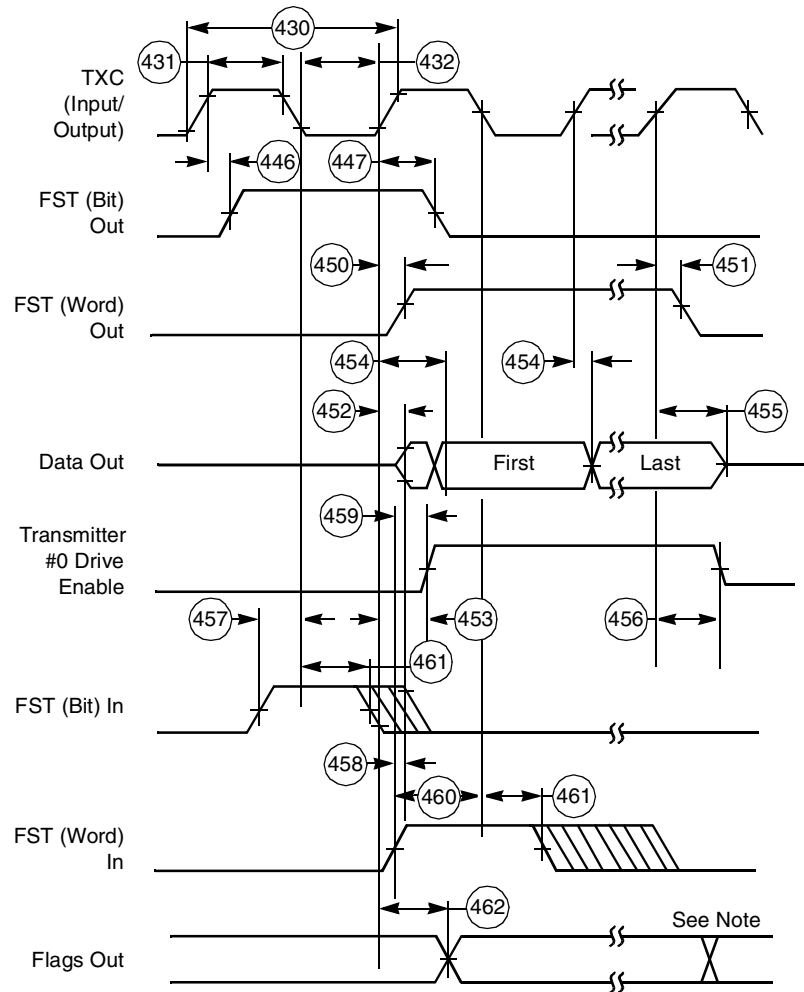 430
431
432
TXC
(Input/
Output)
446
447
FST (Bit)
Out
450
451
FST (Word)
Out
454
454
452
455
Data Out
First
Last
459
Transmitter
#0 Drive
Enable
457
453
456
461
FST (Bit) In
458
460
461
FST (Word)
In
462
See Note
Flags Out